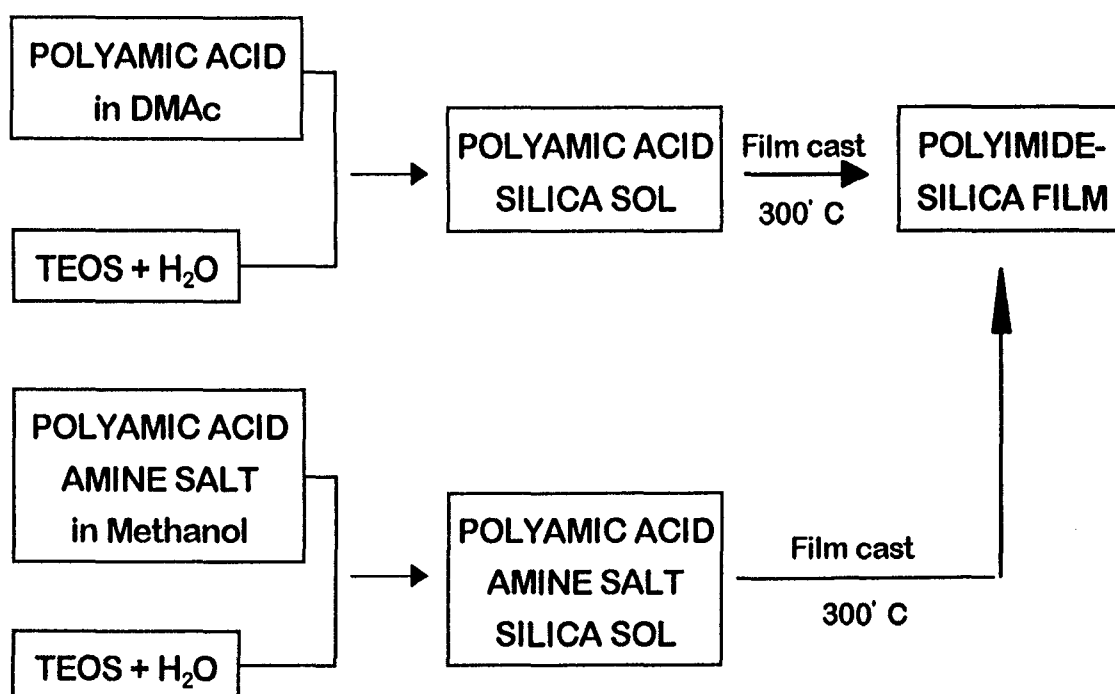 POLYAMIC ACID
in DMAc
TEOS + H₂O
POLYAMIC ACID
SILICA SOL
Film cast
300° C
POLYIMIDE-
SILICA FILM
POLYAMIC ACID
AMINE SALT
in Methanol
TEOS + H₂O
POLYAMIC ACID
AMINE SALT
SILICA SOL
Film cast
300° C